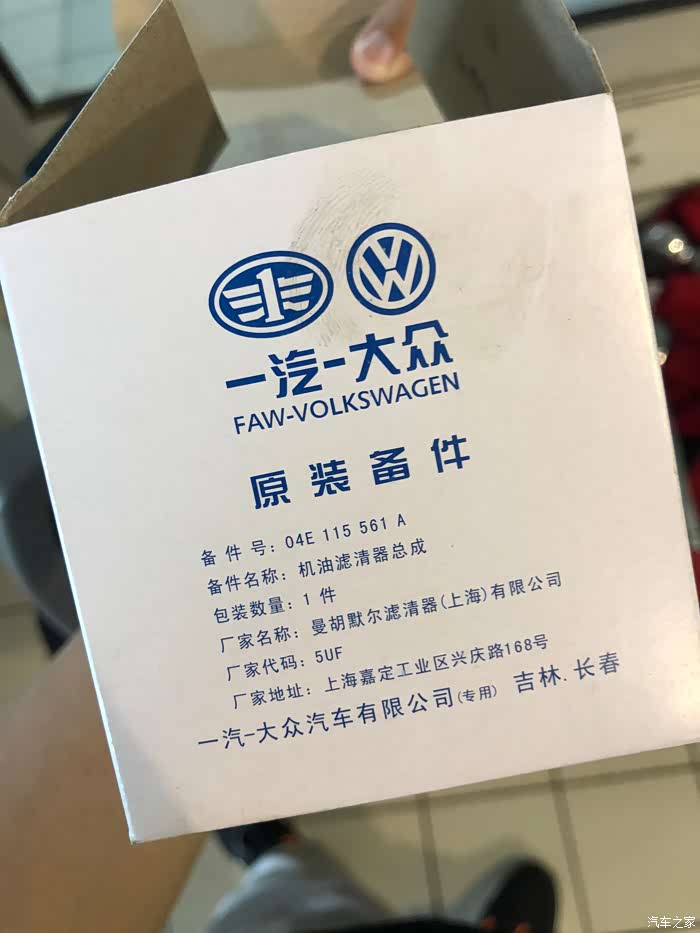 1
一汽-大众
FAW-VOLKSWAGEN
原装备件
备件号：04E 115 561 A
备件名称：机油滤清器总成
包装数量：1 件
厂家名称：曼胡默尔滤清器(上海)有限公司
厂家代码：5UF
厂家地址：上海嘉定工业区兴庆路168号
一汽-大众汽车有限公司(专用) 吉林.长春
汽车之家